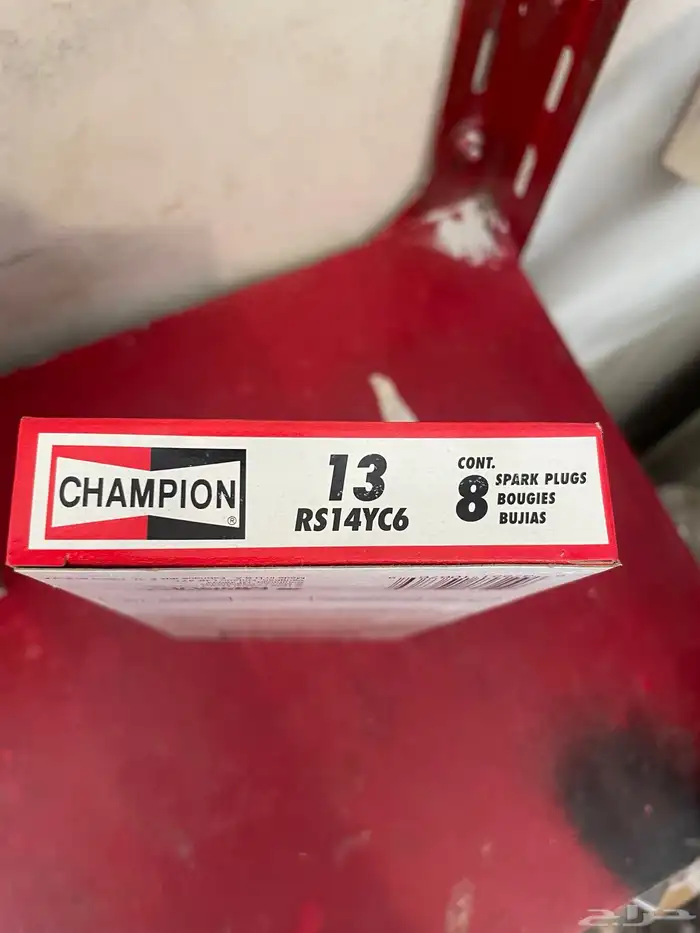 CHAMPION
®
13
RS14YC6
CONT.
8
SPARK PLUGS
BOUGIES
BUJIAS
حراج